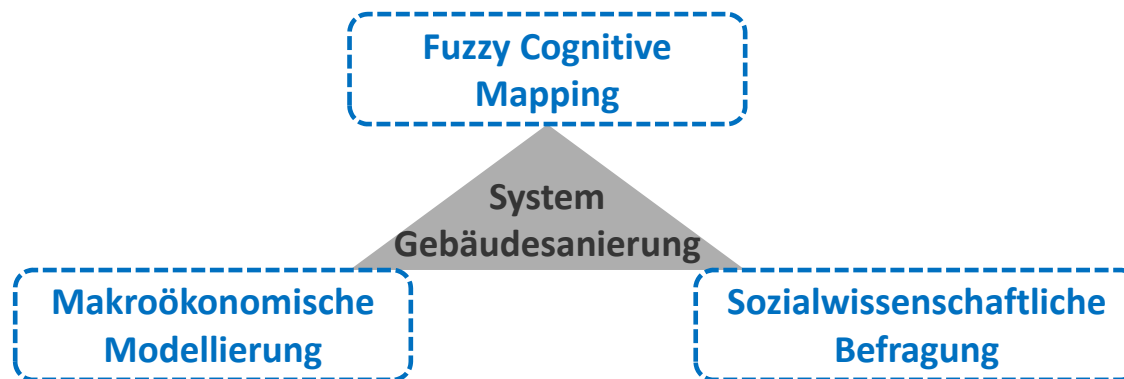 Fuzzy Cognitive
Mapping
System
Gebäudesanierung
Makroökonomische
Modellierung
Sozialwissenschaftliche
Befragung